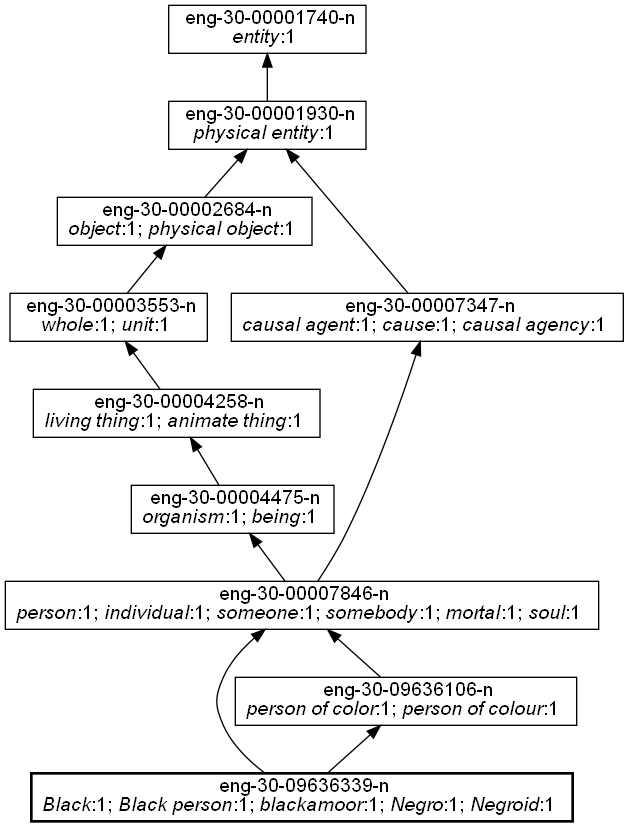 eng-30-00001740-n
entity:1
eng-30-00001930-n
physical entity:1
eng-30-00002684-n
object:1; physical object:1
eng-30-00003553-n
whole:1; unit:1
eng-30-00007347-n
causal agent:1; cause:1; causal agency:1
eng-30-00004258-n
living thing:1; animate thing:1
eng-30-00004475-n
organism:1; being:1
eng-30-00007846-n
person:1; individual:1; someone:1; somebody:1; mortal:1; soul:1
eng-30-09636106-n
person of color:1; person of colour:1
eng-30-09636339-n
Black:1; Black person:1; blackamoor:1; Negro:1; Negroid:1